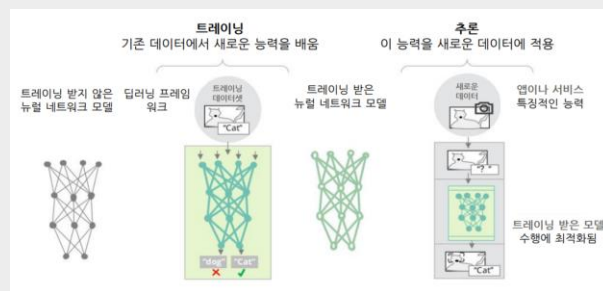 트레이닝
기존 데이터에서 새로운 능력을 배움
추론
이 능력을 새로운 데이터에 적용
트레이닝 받지 않은
뉴럴 네트워크 모델
딥러닝 프레임
워크
트레이닝
데이터셋
"Cat"
"dog"
"Cat"
트레이닝 받은
뉴럴 네트워크 모델
새로운
데이터
"?"
"Cat"
앱이나 서비스
특징적인 능력
트레이닝 받은 모델
수행에 최적화됨